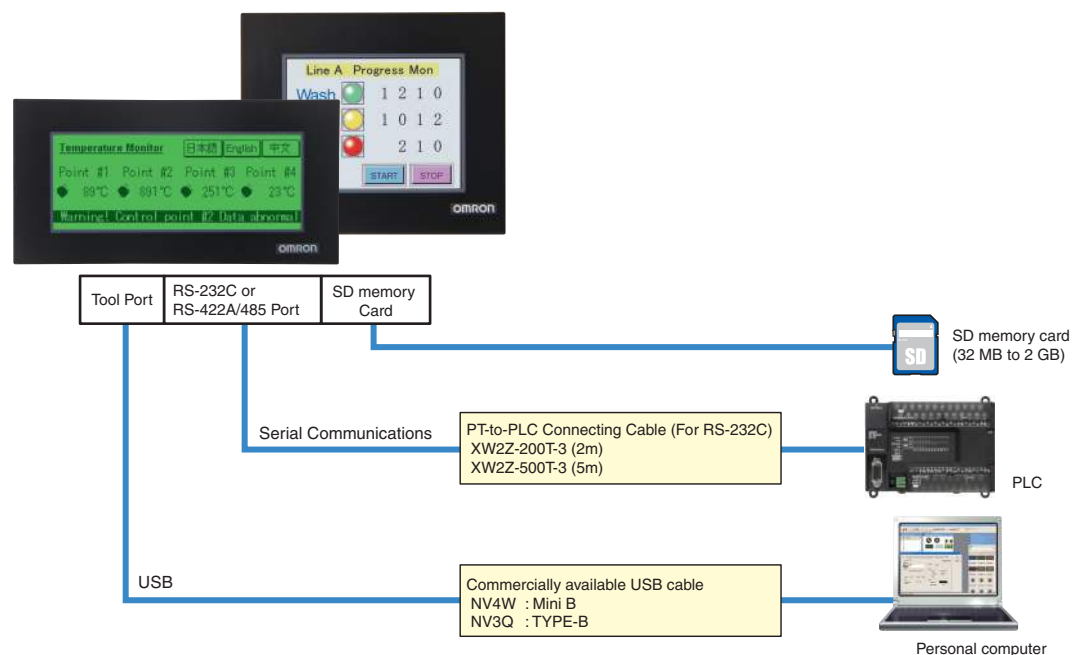 Line A Progress Mon
Wash 1 2 1 0
1 0 1 2
2 1 0
START STOP
OMRON
Temperature Monitor 日本語 English 中文
Point #1 Point #2 Point #3 Point #4
89℃ 891℃ 251℃ 23℃
Warning! Control point #2 Data abnormal
OMRON
Tool Port
RS-232C or
RS-422A/485 Port
SD memory
Card
SD
SD memory card
(32 MB to 2 GB)
Serial Communications
PT-to-PLC Connecting Cable (For RS-232C)
XW2Z-200T-3 (2m)
XW2Z-500T-3 (5m)
PLC
USB
Commercially available USB cable
NV4W : Mini B
NV3Q : TYPE-B
Personal computer